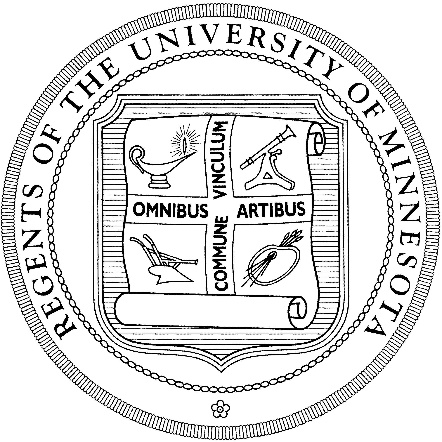 REGENTS OF THE UNIVERSITY OF MINNESOTA
OMNIBUS ARTIBUS
COMMUNE VINCULUM